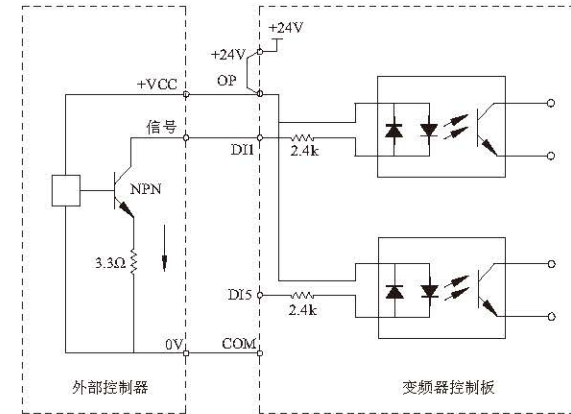 +24V
+24V
+VCC
OP
信号
DI1
2.4k
NPN
3.3Ω
DI5
2.4k
0V
COM
外部控制器
变频器控制板